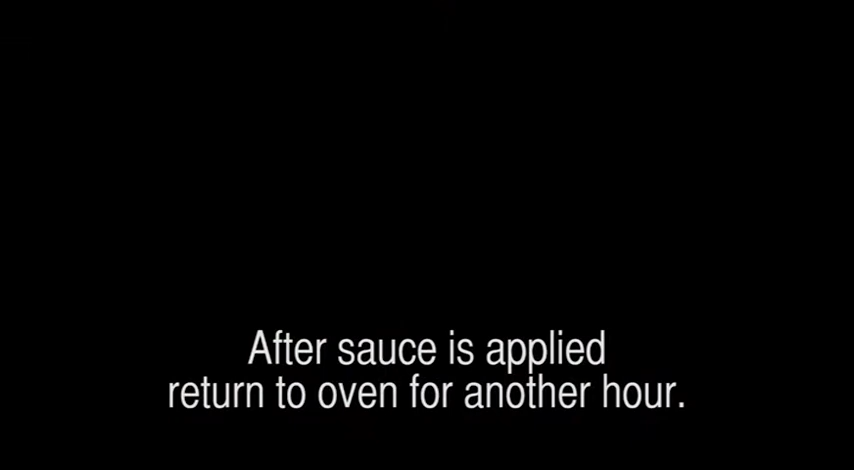 After sauce is applied
return to oven for another hour.